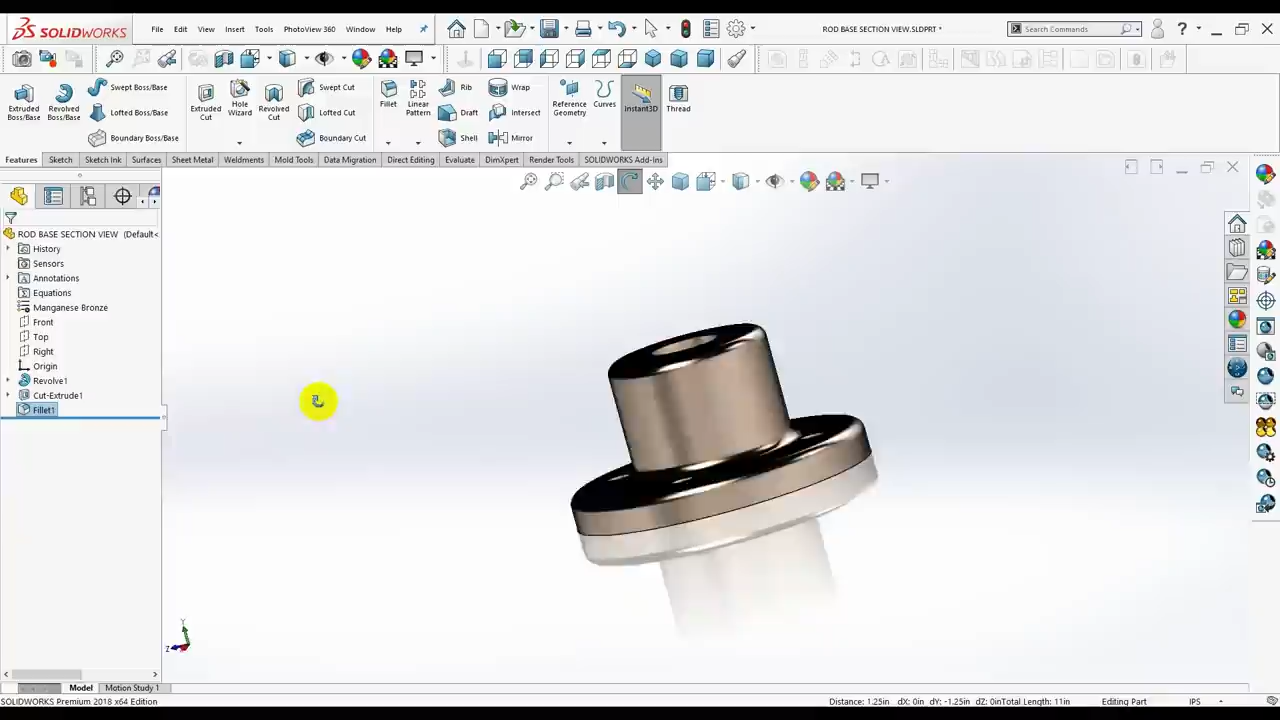 SOLIDWORKS
File Edit View Insert Tools PhotoView 360 Window Help
ROD BASE SECTION VIEW.SLDPRT *
Search Commands
Extruded Boss/Base
Revolved Boss/Base
Swept Boss/Base
Lofted Boss/Base
Boundary Boss/Base
Extruded Cut
Hole Wizard
Revolved Cut
Swept Cut
Lofted Cut
Boundary Cut
Fillet
Linear Pattern
Rib
Draft
Shell
Wrap
Intersect
Mirror
Reference Geometry
Curves
Instant3D
Thread
Features Sketch Sketch Ink Surfaces Sheet Metal Weldments Mold Tools Data Migration Direct Editing Evaluate DimXpert Render Tools SOLIDWORKS Add-Ins
ROD BASE SECTION VIEW (Default<
History
Sensors
Annotations
Equations
Manganese Bronze
Front
Top
Right
Origin
Revolve1
Cut-Extrude1
Fillet1
Y
Z
Model Motion Study 1
SOLIDWORKS Premium 2018 x64 Edition
Distance: 1.25in dX: 0in dY: -1.25in dZ: 0inTotal Length: 11in
Editing Part
IPS